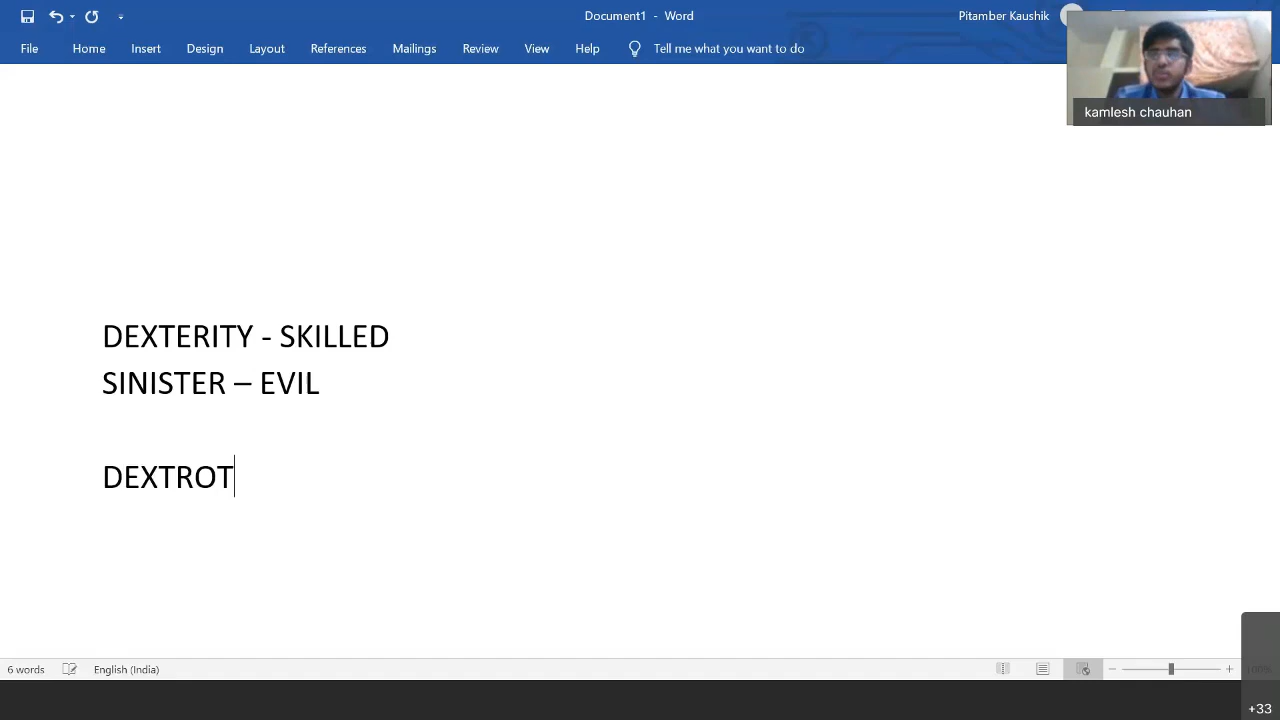 Document1 - Word
Pitamber Kaushik
File Home Insert Design Layout References Mailings Review View Help Tell me what you want to do
kamlesh chauhan
DEXTERITY - SKILLED
SINISTER – EVIL
DEXTROT
6 words English (India)
+33